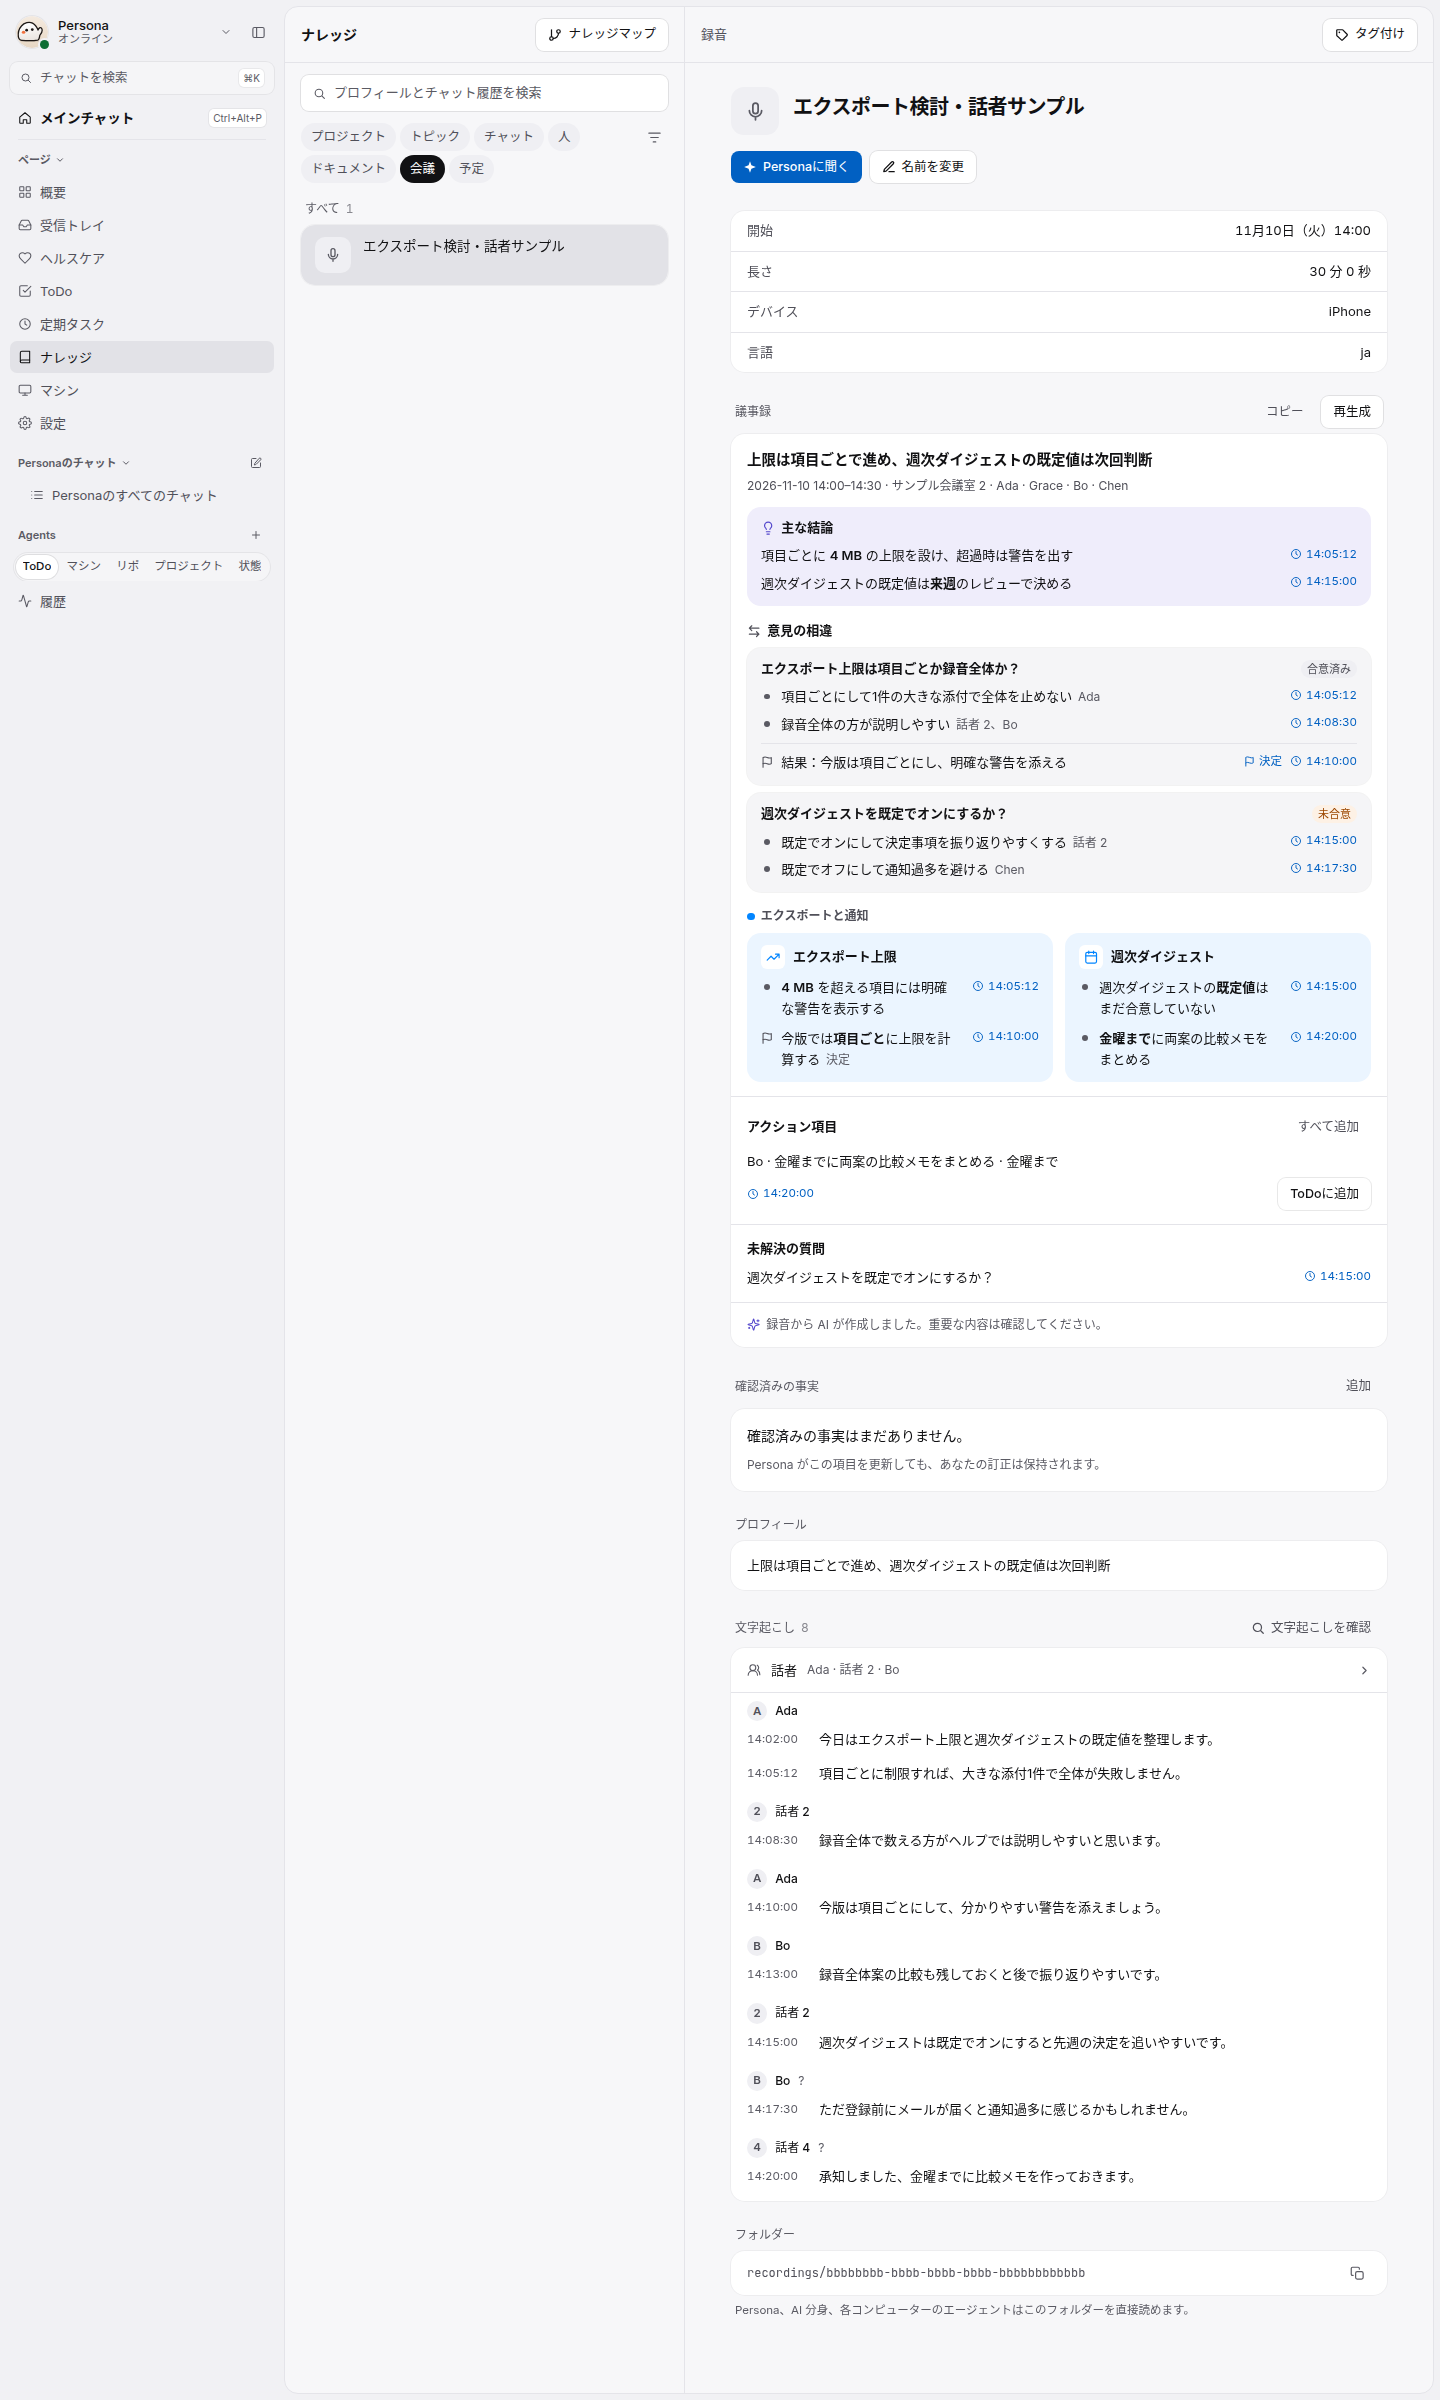 Persona
オンライン
チャットを検索 ⌘K
メインチャット Ctrl+Alt+P
ページ
概要
受信トレイ
ヘルスケア
ToDo
定期タスク
ナレッジ
マシン
設定
Personaのチャット
Personaのすべてのチャット
Agents
ToDo マシン リポ プロジェクト 状態
履歴
ナレッジ
ナレッジマップ
プロフィールとチャット履歴を検索
プロジェクト トピック チャット 人
ドキュメント 会議 予定
すべて 1
エクスポート検討・話者サンプル
録音
タグ付け
エクスポート検討・話者サンプル
Personaに聞く 名前を変更
開始 11月10日（火）14:00
長さ 30 分 0 秒
デバイス iPhone
言語 ja
議事録 コピー 再生成
上限は項目ごとで進め、週次ダイジェストの既定値は次回判断
2026-11-10 14:00–14:30 · サンプル会議室 2 · Ada · Grace · Bo · Chen
主な結論
項目ごとに 4 MB の上限を設け、超過時は警告を出す 14:05:12
週次ダイジェストの既定値は来週のレビューで決める 14:15:00
意見の相違
エクスポート上限は項目ごとか録音全体か？ 合意済み
項目ごとにして1件の大きな添付で全体を止めない Ada 14:05:12
録音全体の方が説明しやすい 話者 2、Bo 14:08:30
結果：今版は項目ごとにし、明確な警告を添える 決定 14:10:00
週次ダイジェストを既定でオンにするか？ 未合意
既定でオンにして決定事項を振り返りやすくする 話者 2 14:15:00
既定でオフにして通知過多を避ける Chen 14:17:30
エクスポートと通知
エクスポート上限
4 MB を超える項目には明確 14:05:12
な警告を表示する
今版では項目ごとに上限を計 14:10:00
算する 決定
週次ダイジェスト
週次ダイジェストの既定値は 14:15:00
まだ合意していない
金曜までに両案の比較メモを 14:20:00
まとめる
アクション項目 すべて追加
Bo · 金曜までに両案の比較メモをまとめる · 金曜まで
14:20:00 ToDoに追加
未解決の質問
週次ダイジェストを既定でオンにするか？ 14:15:00
録音から AI が作成しました。重要な内容は確認してください。
確認済みの事実 追加
確認済みの事実はまだありません。
Persona がこの項目を更新しても、あなたの訂正は保持されます。
プロフィール
上限は項目ごとで進め、週次ダイジェストの既定値は次回判断
文字起こし 8 文字起こしを確認
話者 Ada · 話者 2 · Bo
A Ada
14:02:00 今日はエクスポート上限と週次ダイジェストの既定値を整理します。
14:05:12 項目ごとに制限すれば、大きな添付1件で全体が失敗しません。
2 話者 2
14:08:30 録音全体で数える方がヘルプでは説明しやすいと思います。
A Ada
14:10:00 今版は項目ごとにして、分かりやすい警告を添えましょう。
B Bo
14:13:00 録音全体案の比較も残しておくと後で振り返りやすいです。
2 話者 2
14:15:00 週次ダイジェストは既定でオンにすると先週の決定を追いやすいです。
B Bo ?
14:17:30 ただ登録前にメールが届くと通知過多に感じるかもしれません。
4 話者 4 ?
14:20:00 承知しました、金曜までに比較メモを作っておきます。
フォルダー
recordings/bbbbbbbb-bbbb-bbbb-bbbb-bbbbbbbbbbbb
Persona、AI 分身、各コンピューターのエージェントはこのフォルダーを直接読めます。